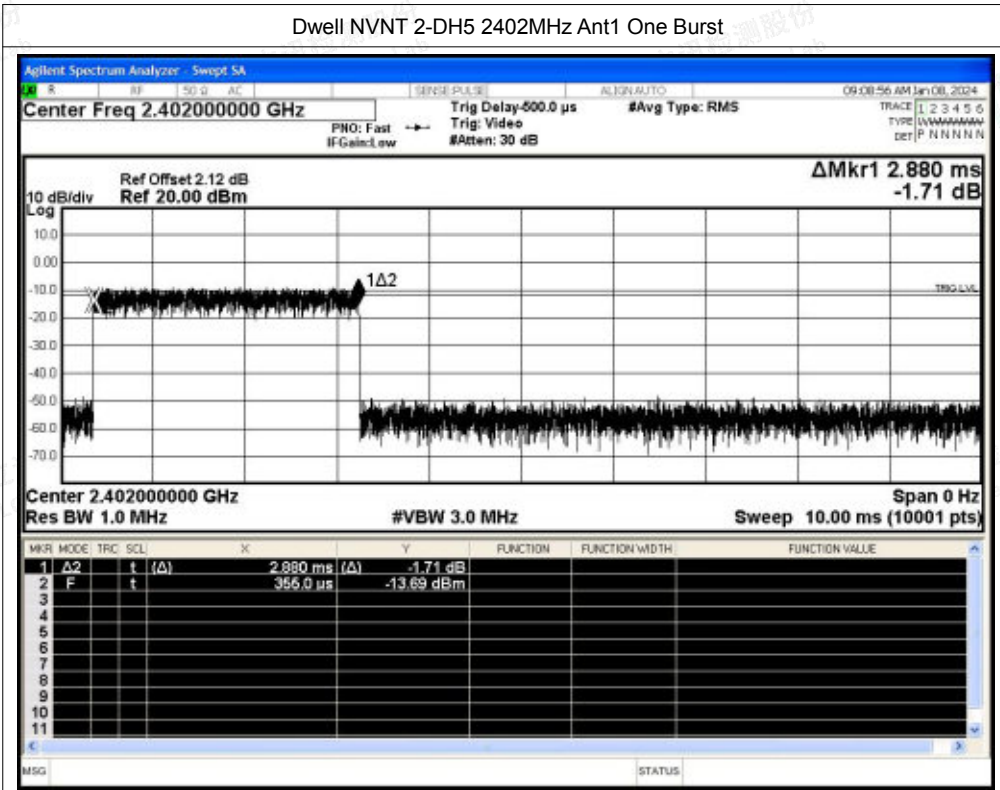 Dwell NVNT 2-DH5 2402MHz Ant1 One Burst
Agilent Spectrum Analyzer - Swept SA
R RF 50 Ω AC SENSE:PULSE ALIGN AUTO 09:08:56 AM Jan 08, 2024
Center Freq 2.402000000 GHz
PNO: Fast
IFGain:Low
Trig Delay-500.0 µs
Trig: Video
#Atten: 30 dB
#Avg Type: RMS
TRACE 1 2 3 4 5 6
TYPE
DET P N N N N N
ΔMkr1 2.880 ms
-1.71 dB
Ref Offset 2.12 dB
10 dB/div Ref 20.00 dBm
Log
10.0
0.00
-10.0
-20.0
-30.0
-40.0
-50.0
-60.0
-70.0
1Δ2
TRIG LVL
Center 2.402000000 GHz Span 0 Hz
Res BW 1.0 MHz #VBW 3.0 MHz Sweep 10.00 ms (10001 pts)
MKR MODE TRC SCL X Y FUNCTION FUNCTION WIDTH FUNCTION VALUE
1 Δ2 t (Δ) 2.880 ms (Δ) -1.71 dB
2 F t 355.0 µs -13.69 dBm
3
4
5
6
7
8
9
10
11
MSG STATUS